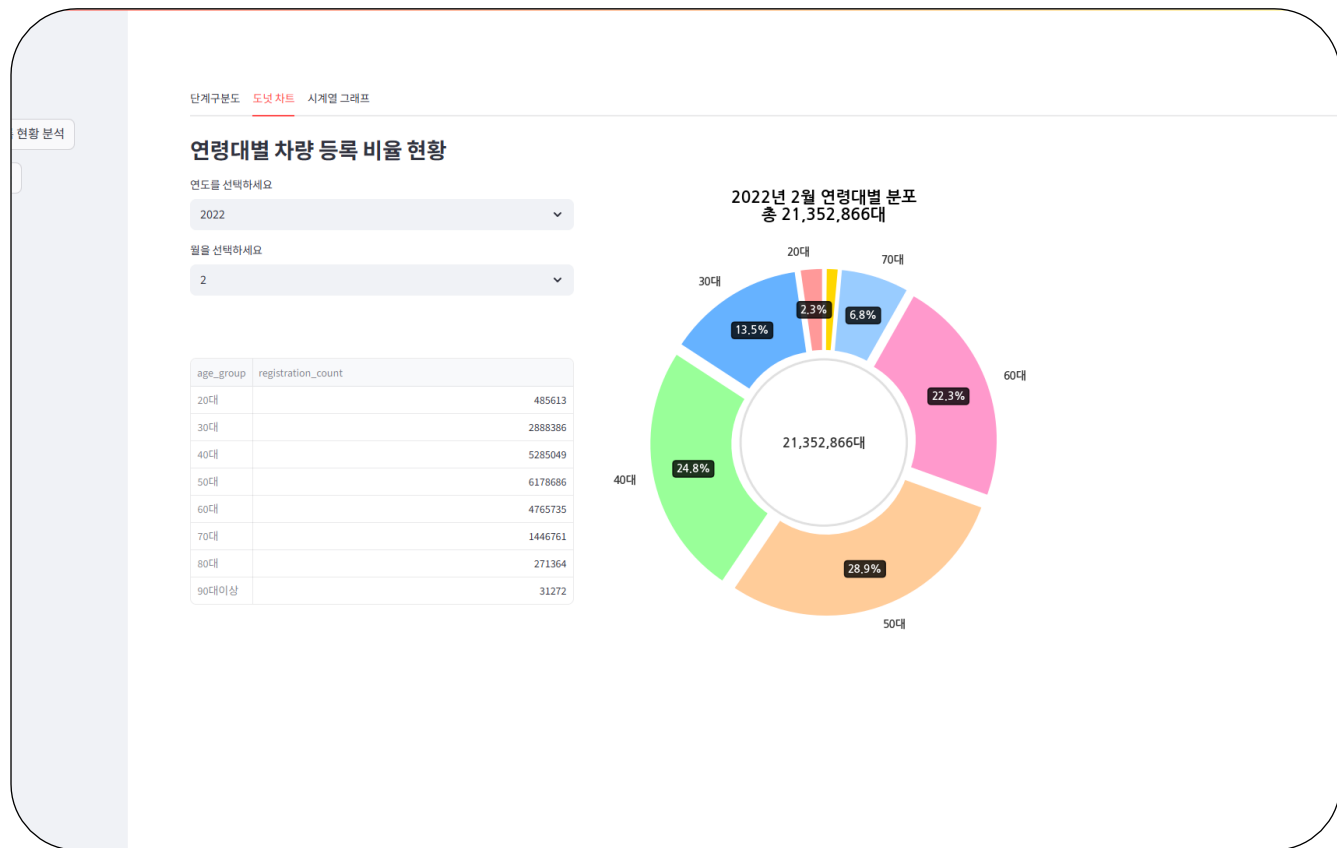 현황 분석
단계구분도 도넛 차트 시계열 그래프
연령대별 차량 등록 비율 현황
연도를 선택하세요
2022
월을 선택하세요
2
age_group registration_count
20대 485613
30대 2888386
40대 5285049
50대 6178686
60대 4765735
70대 1446761
80대 271364
90대이상 31272
2022년 2월 연령대별 분포
총 21,352,866대
20대
70대
30대
2.3%
6.8%
13.5%
60대
22.3%
21,352,866대
24.8%
40대
28.9%
50대